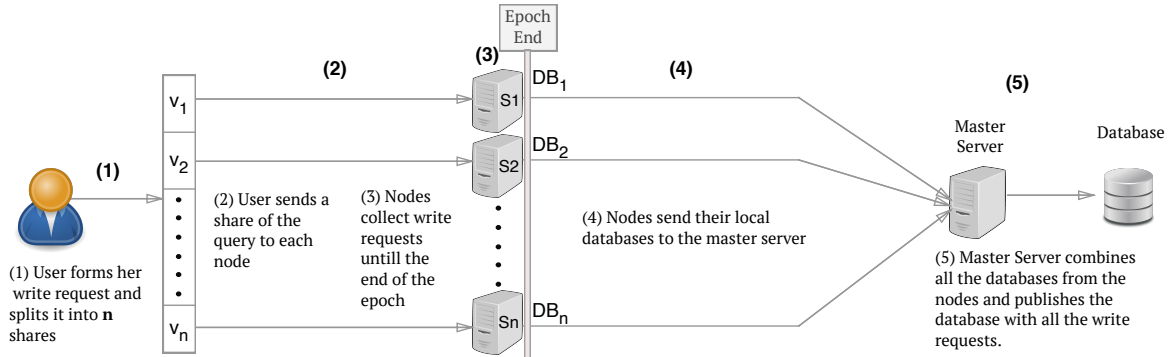 Epoch
End
(1)
(2)
(3)
(4)
(5)
v1
v2
vn
S1
S2
Sn
DB1
DB2
DBn
Master
Server
Database
(1) User forms her
write request and
splits it into n
shares
(2) User sends a
share of the
query to each
node
(3) Nodes
collect write
requests
untill the
end of the
epoch
(4) Nodes send their local
databases to the master server
(5) Master Server combines
all the databases from the
nodes and publishes the
database with all the write
requests.